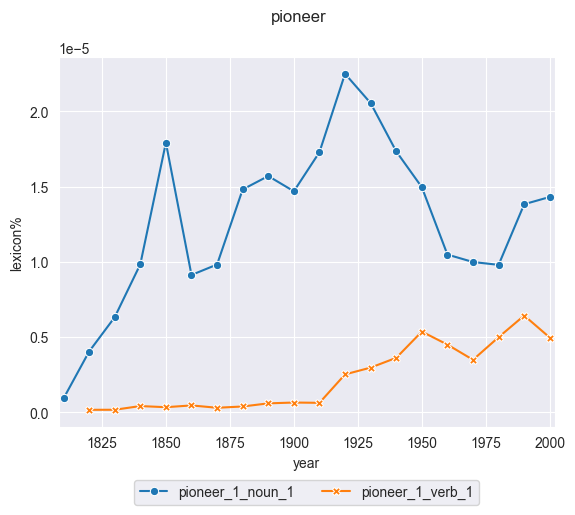 pioneer
1e−5
2.0
1.5
1.0
0.5
0.0
lexicon%
1825 1850 1875 1900 1925 1950 1975 2000
year
pioneer_1_noun_1 pioneer_1_verb_1